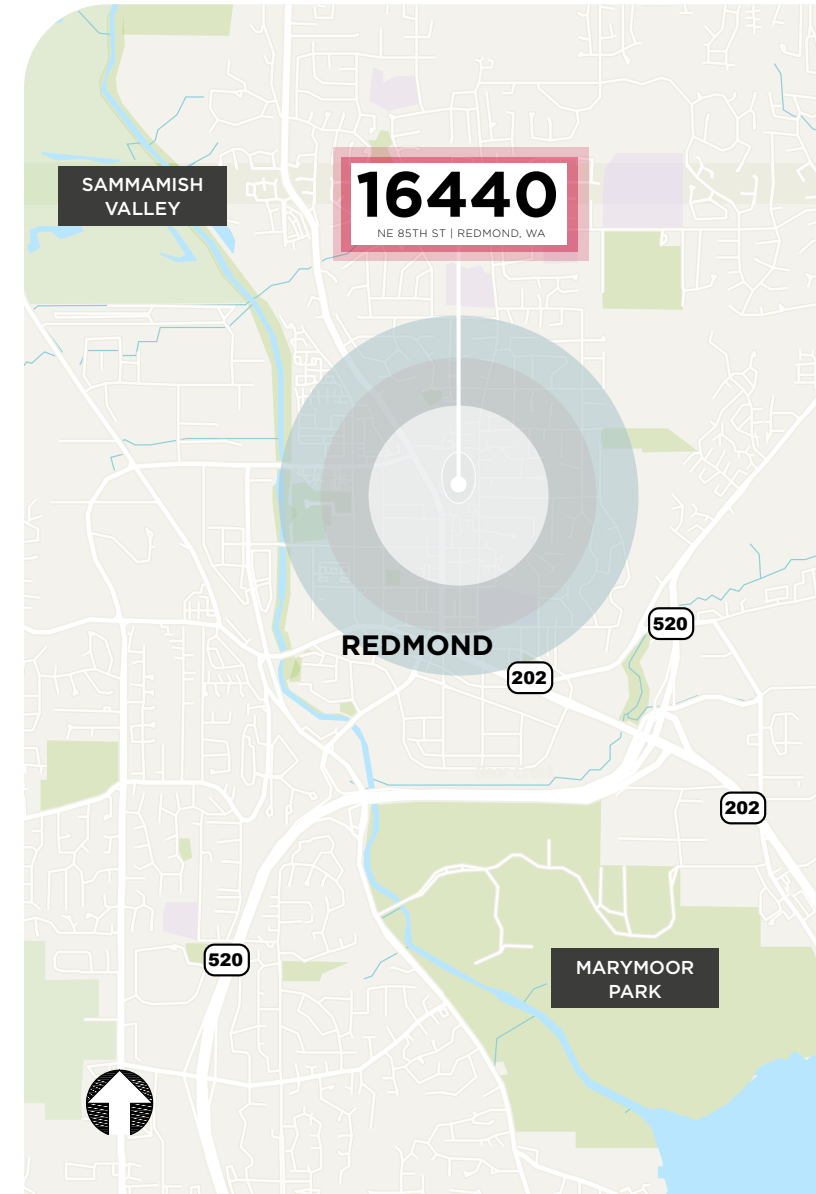 SAMMAMISH
VALLEY
16440
NE 85TH ST | REDMOND, WA
520
REDMOND
202
202
520
MARYMOOR
PARK